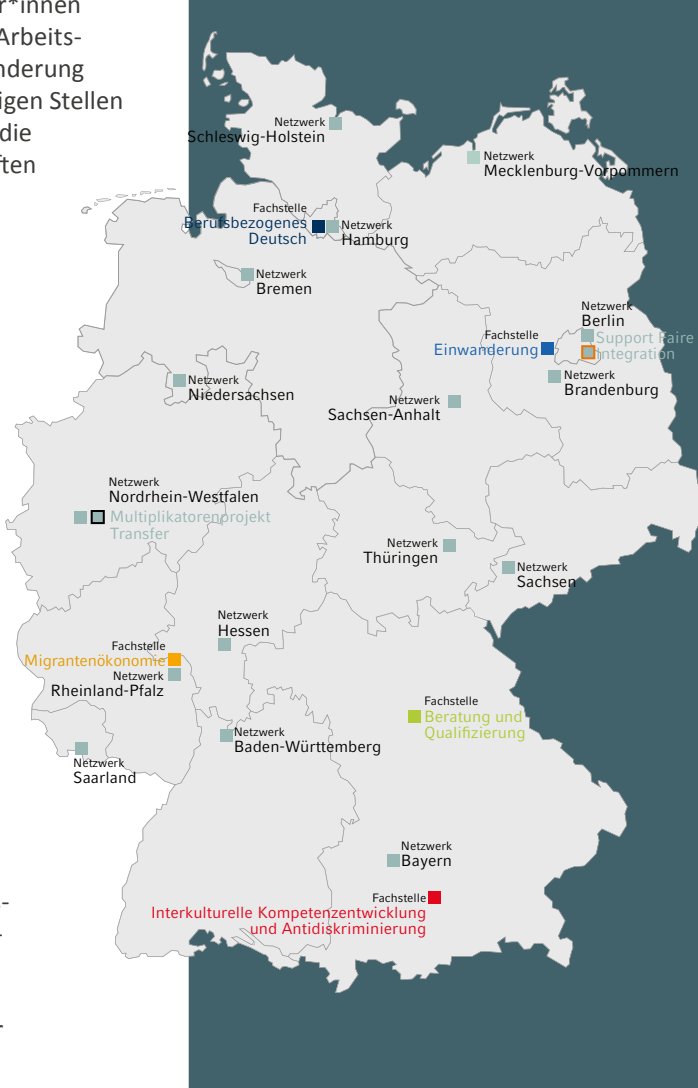 r*innen
Arbeits-
nderung
igen Stellen
die
ften
Netzwerk
Schleswig-Holstein
Netzwerk
Mecklenburg-Vorpommern
Fachstelle
Berufsbezogenes
Deutsch
Netzwerk
Hamburg
Netzwerk
Bremen
Netzwerk
Berlin
Support Faire
Integration
Fachstelle
Einwanderung
Netzwerk
Brandenburg
Netzwerk
Niedersachsen
Netzwerk
Sachsen-Anhalt
Netzwerk
Nordrhein-Westfalen
Multiplikatorenprojekt
Transfer
Netzwerk
Thüringen
Netzwerk
Sachsen
Netzwerk
Hessen
Fachstelle
Migrantenökonomie
Netzwerk
Rheinland-Pfalz
Fachstelle
Beratung und
Qualifizierung
Netzwerk
Baden-Württemberg
Netzwerk
Saarland
Netzwerk
Bayern
Fachstelle
Interkulturelle Kompetenzentwicklung
und Antidiskriminierung